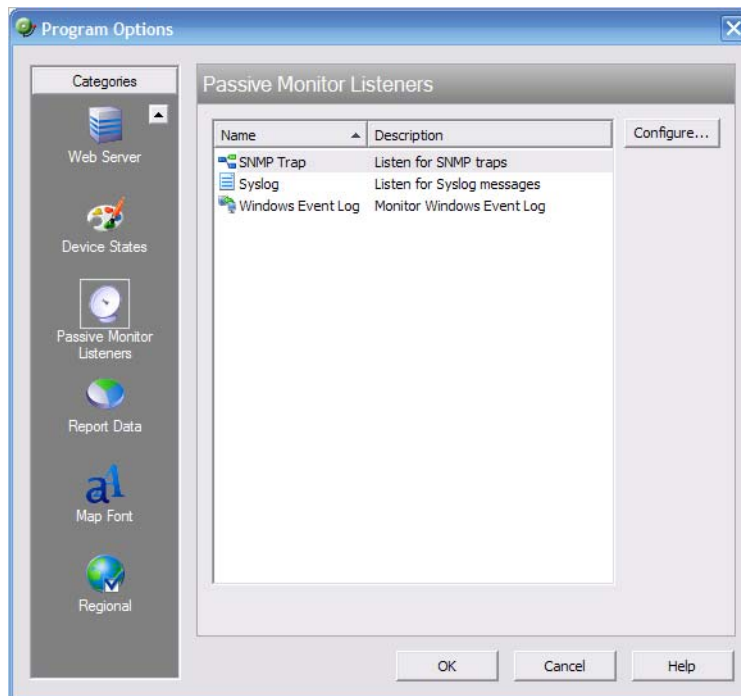 Program Options
Categories
Web Server
Device States
Passive Monitor
Listeners
Report Data
Map Font
Regional
Passive Monitor Listeners
Name Description
SNMP Trap Listen for SNMP traps
Syslog Listen for Syslog messages
Windows Event Log Monitor Windows Event Log
Configure...
OK Cancel Help